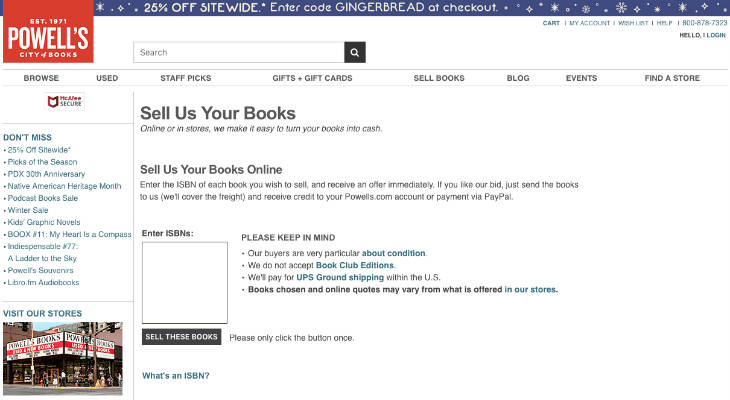 25% OFF SITEWIDE.* Enter code GINGERBREAD at checkout.
EST. 1971
POWELL'S
CITY of BOOKS
CART | MY ACCOUNT | WISH LIST | HELP | 800-878-7323
HELLO, | LOGIN
Search
BROWSE USED STAFF PICKS GIFTS + GIFT CARDS SELL BOOKS BLOG EVENTS FIND A STORE
McAfee
SECURE
DON'T MISS
• 25% Off Sitewide*
• Picks of the Season
• PDX 30th Anniversary
• Native American Heritage Month
• Podcast Books Sale
• Winter Sale
• Kids' Graphic Novels
• BOOX #11: My Heart Is a Compass
• Indiespensable #77:
A Ladder to the Sky
• Powell's Souvenirs
• Libro.fm Audiobooks
VISIT OUR STORES
POWELL'S BOOKS
POWELL'S BOOKS
Sell Us Your Books
Online or in stores, we make it easy to turn your books into cash.
Sell Us Your Books Online
Enter the ISBN of each book you wish to sell, and receive an offer immediately. If you like our bid, just send the books
to us (we'll cover the freight) and receive credit to your Powells.com account or payment via PayPal.
Enter ISBNs:
PLEASE KEEP IN MIND
• Our buyers are very particular about condition.
• We do not accept Book Club Editions.
• We'll pay for UPS Ground shipping within the U.S.
• Books chosen and online quotes may vary from what is offered in our stores.
SELL THESE BOOKS Please only click the button once.
What's an ISBN?